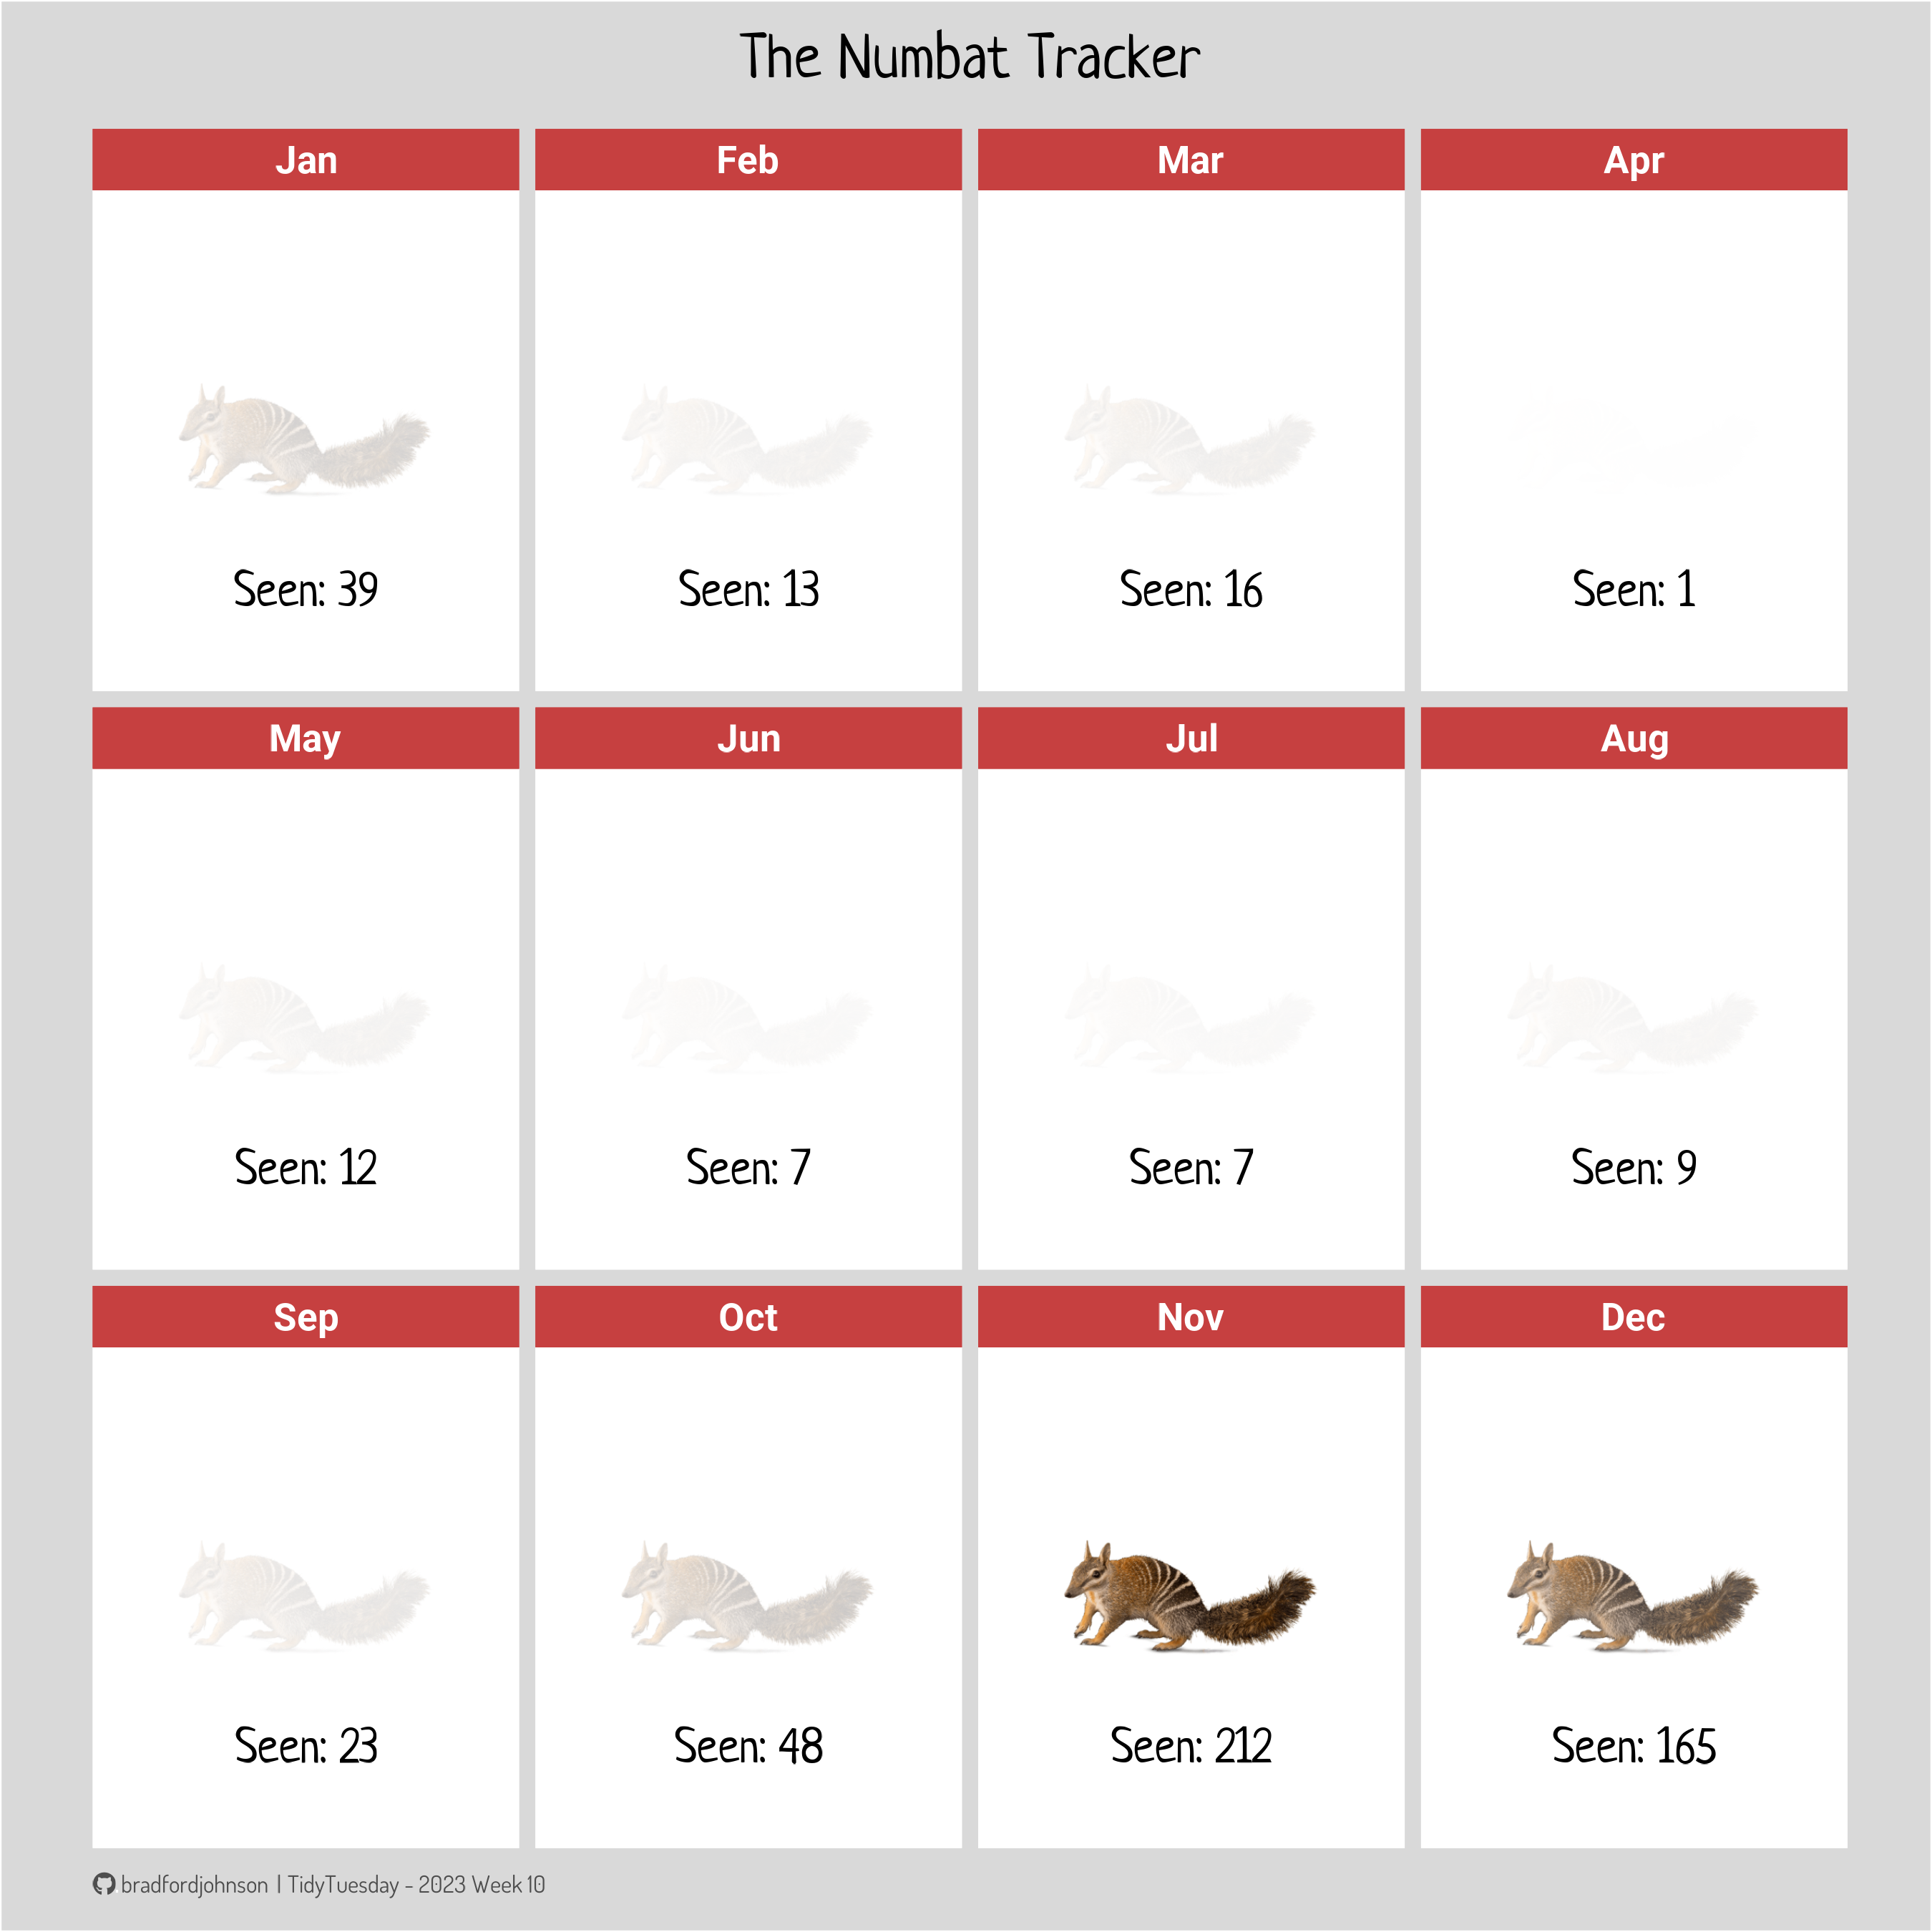 The Numbat Tracker
Jan Feb Mar Apr
Seen: 39 Seen: 13 Seen: 16 Seen: 1
May Jun Jul Aug
Seen: 12 Seen: 7 Seen: 7 Seen: 9
Sep Oct Nov Dec
Seen: 23 Seen: 48 Seen: 212 Seen: 165
bradfordjohnson | TidyTuesday - 2023 Week 10